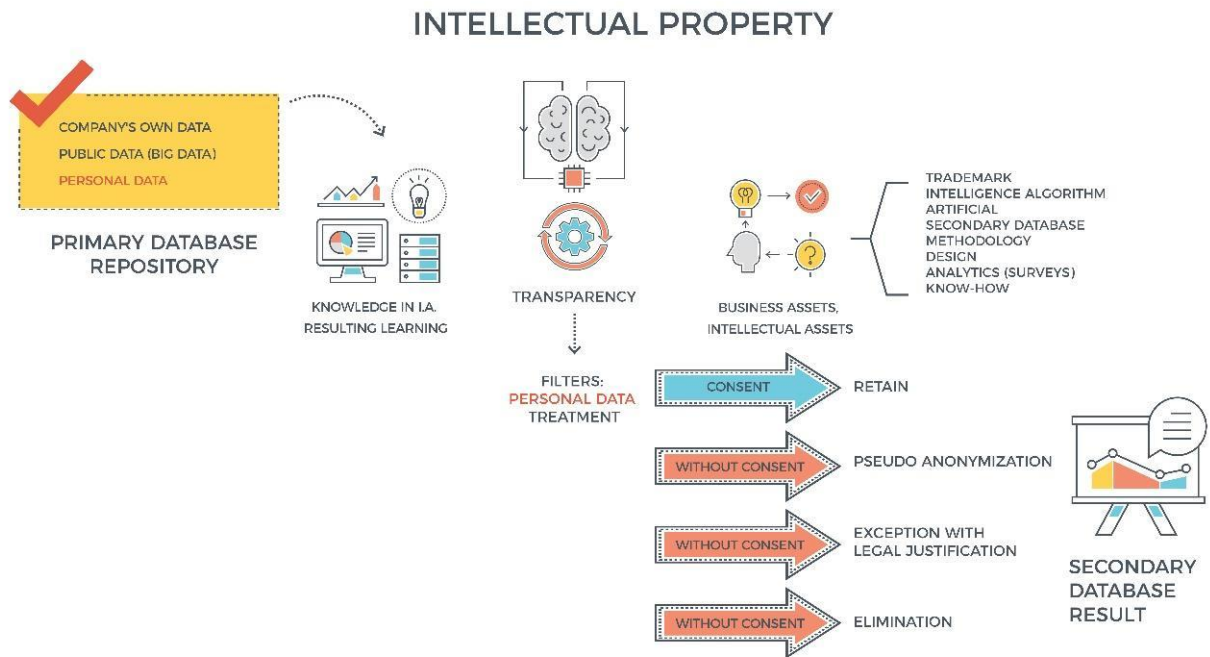 INTELLECTUAL PROPERTY
COMPANY'S OWN DATA
PUBLIC DATA (BIG DATA)
PERSONAL DATA
PRIMARY DATABASE
REPOSITORY
KNOWLEDGE IN I.A.
RESULTING LEARNING
TRANSPARENCY
BUSINESS ASSETS,
INTELLECTUAL ASSETS
TRADEMARK
INTELLIGENCE ALGORITHM
ARTIFICIAL
SECONDARY DATABASE
METHODOLOGY
DESIGN
ANALYTICS (SURVEYS)
KNOW-HOW
FILTERS:
PERSONAL DATA
TREATMENT
CONSENT
RETAIN
WITHOUT CONSENT
PSEUDO ANONYMIZATION
WITHOUT CONSENT
EXCEPTION WITH
LEGAL JUSTIFICATION
WITHOUT CONSENT
ELIMINATION
SECONDARY
DATABASE
RESULT